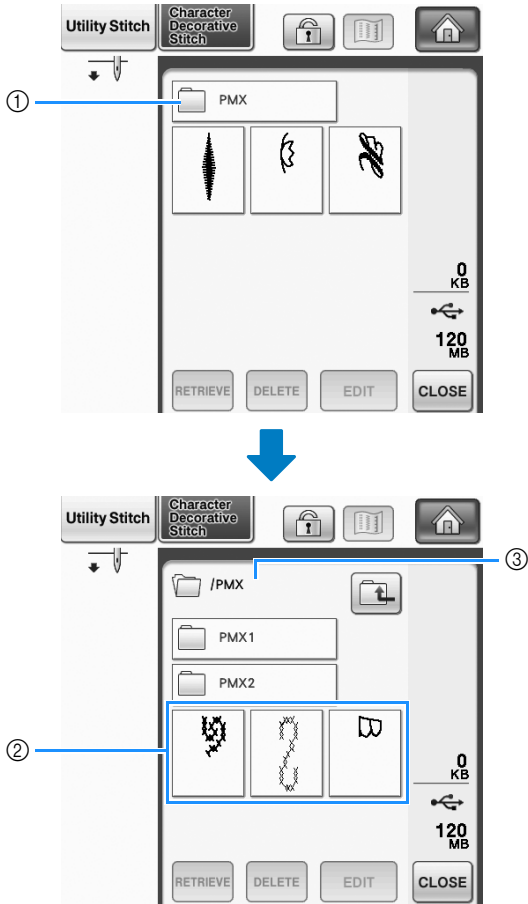 Utility Stitch
Character
Decorative
Stitch
① PMX
0
KB
120
MB
RETRIEVE DELETE EDIT CLOSE
Utility Stitch
Character
Decorative
Stitch
/PMX ③
PMX1
PMX2
②
0
KB
120
MB
RETRIEVE DELETE EDIT CLOSE